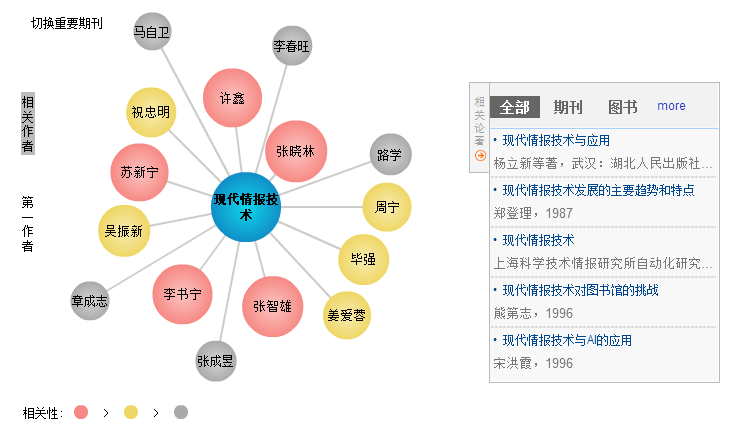 切换重要期刊
相关作者
第一作者
马自卫
李春旺
许鑫
祝忠明
张晓林
路学
苏新宁
现代情报技
术
周宁
吴振新
毕强
章成志
李书宁
张智雄
姜爱蓉
张成昱
相关性：
>
>
相关论著
全部 期刊 图书 more
• 现代情报技术与应用
杨立新等著，武汉：湖北人民出版社...
• 现代情报技术发展的主要趋势和特点
郑登理，1987
• 现代情报技术
上海科学技术情报研究所自动化研究...
• 现代情报技术对图书馆的挑战
熊第志，1996
• 现代情报技术与AI的应用
宋洪霞，1996